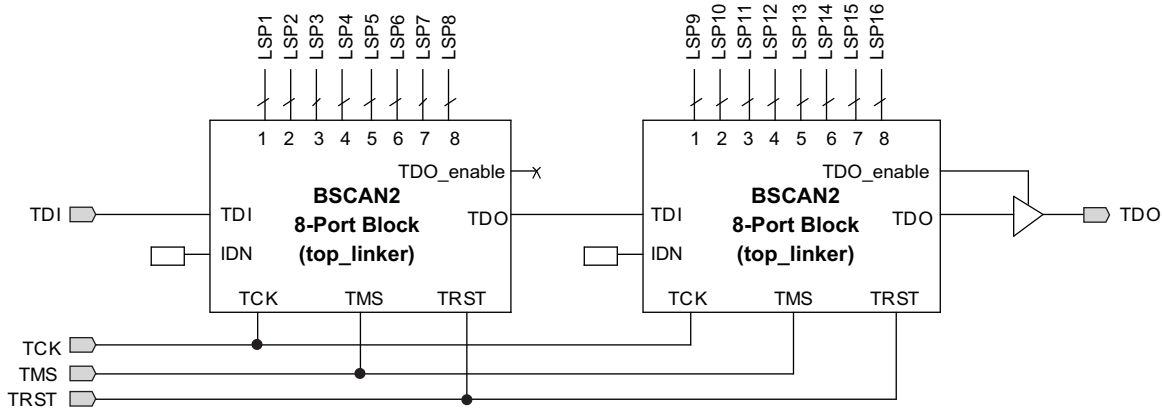 LSP1 LSP2 LSP3 LSP4 LSP5 LSP6 LSP7 LSP8 LSP9 LSP10 LSP11 LSP12 LSP13 LSP14 LSP15 LSP16
1 2 3 4 5 6 7 8 1 2 3 4 5 6 7 8
TDO_enable TDO_enable
BSCAN2 BSCAN2
TDI TDI TDO TDI TDO TDO
8-Port Block 8-Port Block
IDN (top_linker) IDN (top_linker)
TCK TMS TRST TCK TMS TRST
TCK
TMS
TRST